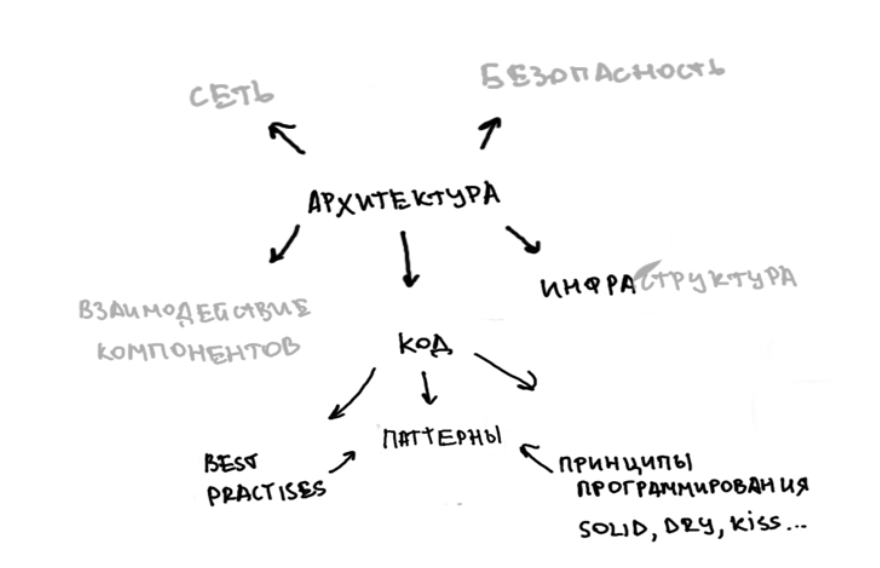 СЕТЬ
БЕЗОПАСНОСТЬ
АРХИТЕКТУРА
ВЗАИМОДЕЙСТВИЕ
КОМПОНЕНТОВ
ИНФРАСТРУКТУРА
КОД
ПАТТЕРНЫ
BEST
PRACTISES
ПРИНЦИПЫ
ПРОГРАММИРОВАНИЯ
SOLID, DRY, KISS...